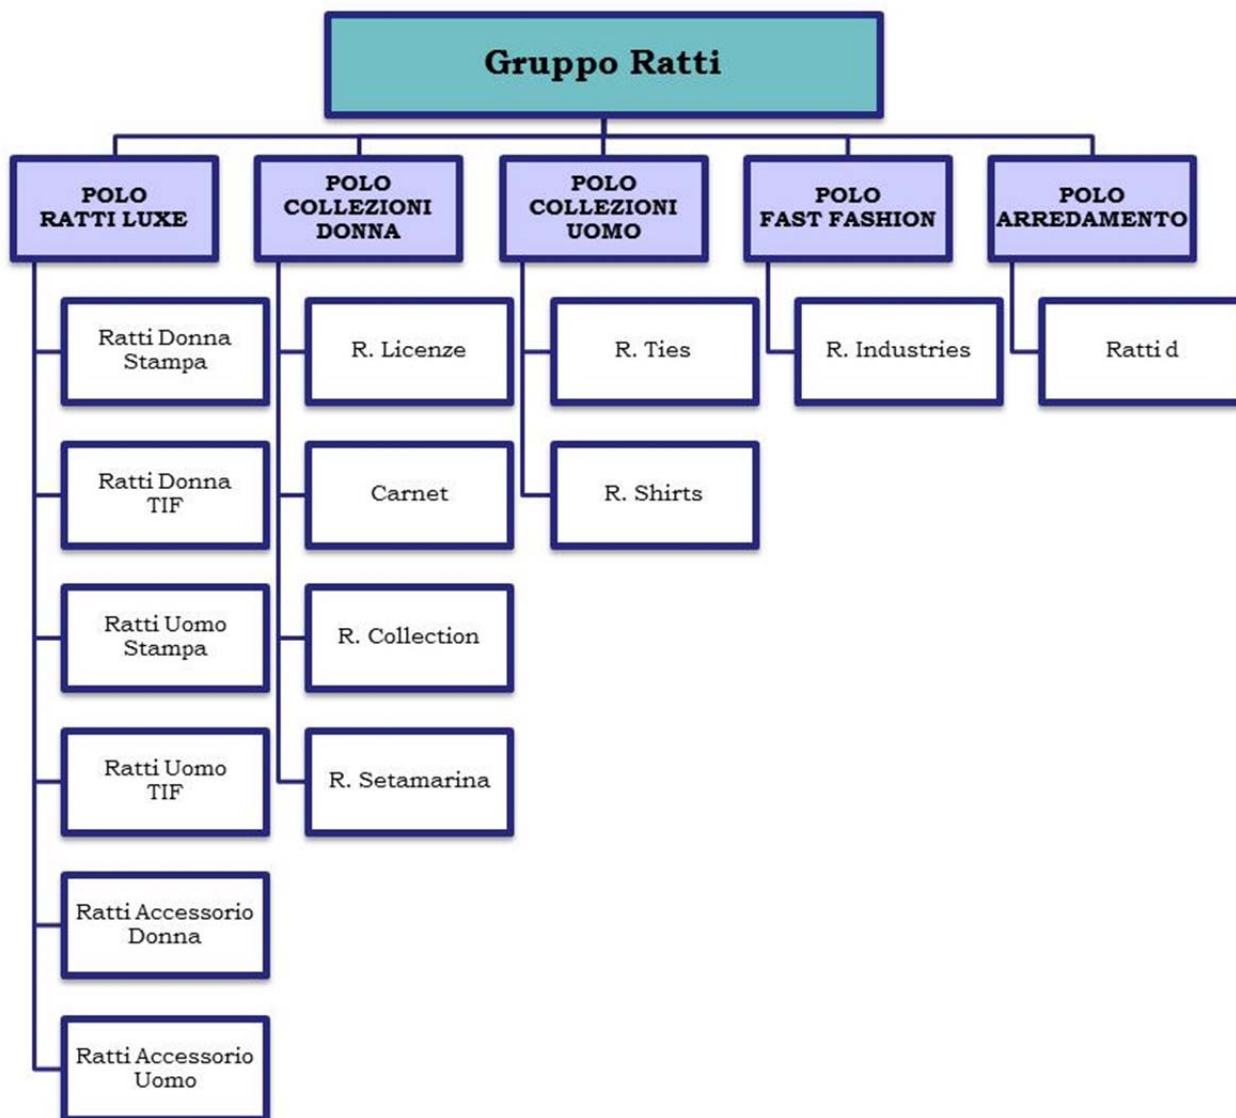 Gruppo Ratti
POLO
RATTI LUXE
POLO
COLLEZIONI
DONNA
POLO
COLLEZIONI
UOMO
POLO
FAST FASHION
POLO
ARREDAMENTO
Ratti Donna
Stampa
Ratti Donna
TIF
Ratti Uomo
Stampa
Ratti Uomo
TIF
Ratti Accessorio
Donna
Ratti Accessorio
Uomo
R. Licenze
Carnet
R. Collection
R. Setamarina
R. Ties
R. Shirts
R. Industries
Ratti d